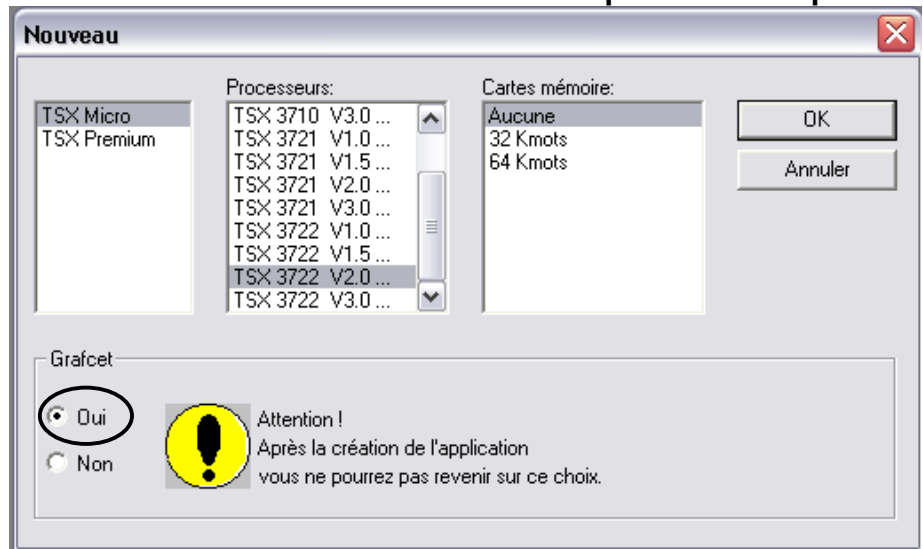 Nouveau
Processeurs:
Cartes mémoire:
TSX Micro
TSX Premium
TSX 3710 V3.0 ...
TSX 3721 V1.0 ...
TSX 3721 V1.5 ...
TSX 3721 V2.0 ...
TSX 3721 V3.0 ...
TSX 3722 V1.0 ...
TSX 3722 V1.5 ...
TSX 3722 V2.0 ...
TSX 3722 V3.0 ...
Aucune
32 Kmots
64 Kmots
OK
Annuler
Grafcet
Oui
Non
Attention !
Après la création de l'application
vous ne pourrez pas revenir sur ce choix.